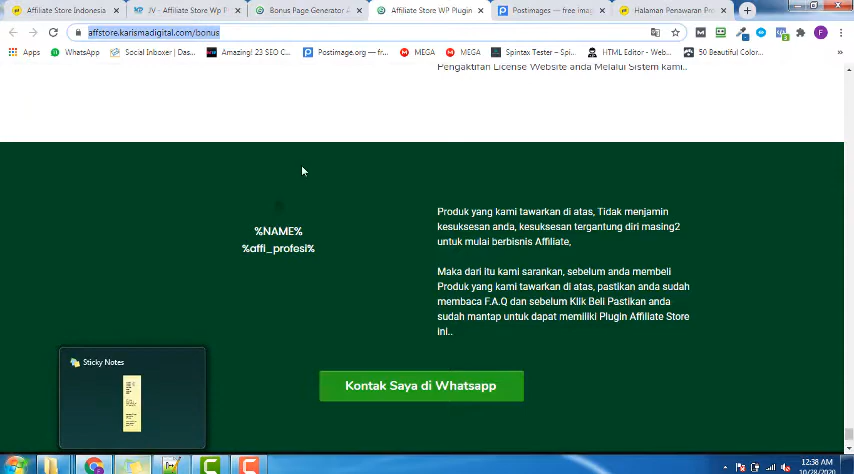 Affiliate Store Indonesia
JV - Affiliate Store Wp P
Bonus Page Generator A
Affiliate Store WP Plugin
Postimages — free imag
Halaman Penawaran Pre
affstore.karismadigital.com/bonus
Apps
WhatsApp
Social Inboxer | Das...
Amazing! 23 SEO C...
Postimage.org — fr...
MEGA
MEGA
Spintax Tester – Spi...
HTML Editor - Web...
50 Beautiful Color...
Pengaktifan License Website anda Melalui Sistem kami..
%NAME%
%affi_profesi%
Produk yang kami tawarkan di atas, Tidak menjamin
kesuksesan anda, kesuksesan tergantung diri masing2
untuk mulai berbisnis Affiliate,
Maka dari itu kami sarankan, sebelum anda membeli
Produk yang kami tawarkan di atas, pastikan anda sudah
membaca F.A.Q dan sebelum Klik Beli Pastikan anda
sudah mantap untuk dapat memiliki Plugin Affiliate Store
ini..
Sticky Notes
Kontak Saya di Whatsapp
12:38 AM
10/28/2020